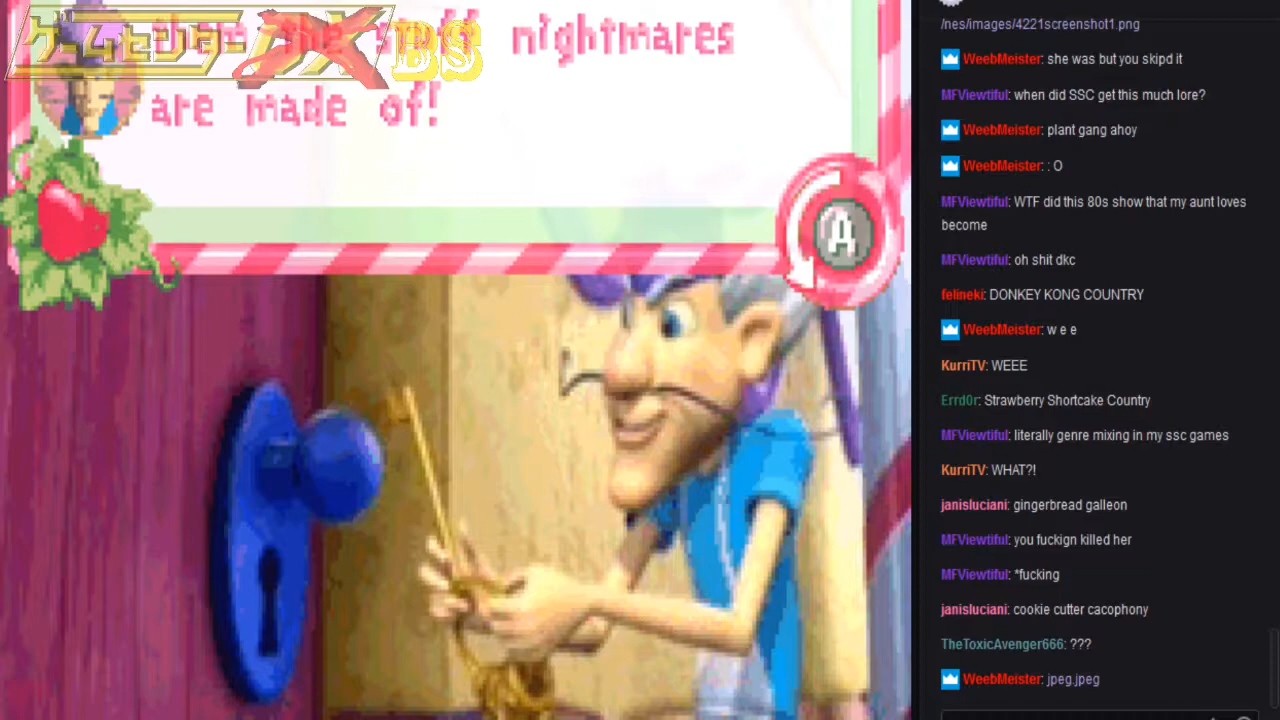 ゲームセンターDX
BS
than the stuff nightmares
are made of!
A
/nes/images/4221screenshot1.png
WeebMeister: she was but you skipd it
MFViewtiful: when did SSC get this much lore?
WeebMeister: plant gang ahoy
WeebMeister: : O
MFViewtiful: WTF did this 80s show that my aunt loves
become
MFViewtiful: oh shit dkc
felineki: DONKEY KONG COUNTRY
WeebMeister: w e e
KurriTV: WEEE
Errd0r: Strawberry Shortcake Country
MFViewtiful: literally genre mixing in my ssc games
KurriTV: WHAT?!
janisluciani: gingerbread galleon
MFViewtiful: you fuckign killed her
MFViewtiful: *fucking
janisluciani: cookie cutter cacophony
TheToxicAvenger666: ???
WeebMeister: jpeg.jpeg